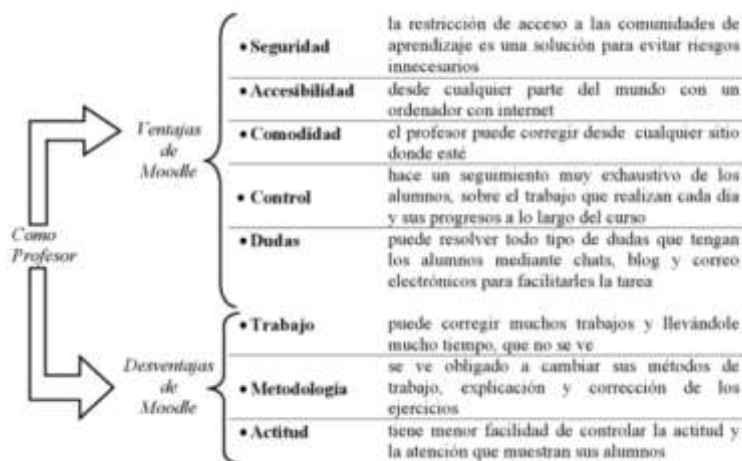 Como
Profesor
Ventajas
de
Moodle
• Seguridad
la restricción de acceso a las comunidades de
aprendizaje es una solución para evitar riesgos
innecesarios
• Accesibilidad
desde cualquier parte del mundo con un
ordenador con internet
• Comodidad
el profesor puede corregir desde cualquier sitio
donde esté
• Control
hace un seguimiento muy exhaustivo de los
alumnos, sobre el trabajo que realizan cada día
y sus progresos a lo largo del curso
• Dudas
puede resolver todo tipo de dudas que tengan
los alumnos mediante chats, blog y correo
electrónicos para facilitarles la tarea
Desventajas
de
Moodle
• Trabajo
puede corregir muchos trabajos y llevándole
mucho tiempo, que no se ve
• Metodología
se ve obligado a cambiar sus métodos de
trabajo, explicación y corrección de los
ejercicios
• Actitud
tiene menor facilidad de controlar la actitud y
la atención que muestran sus alumnos